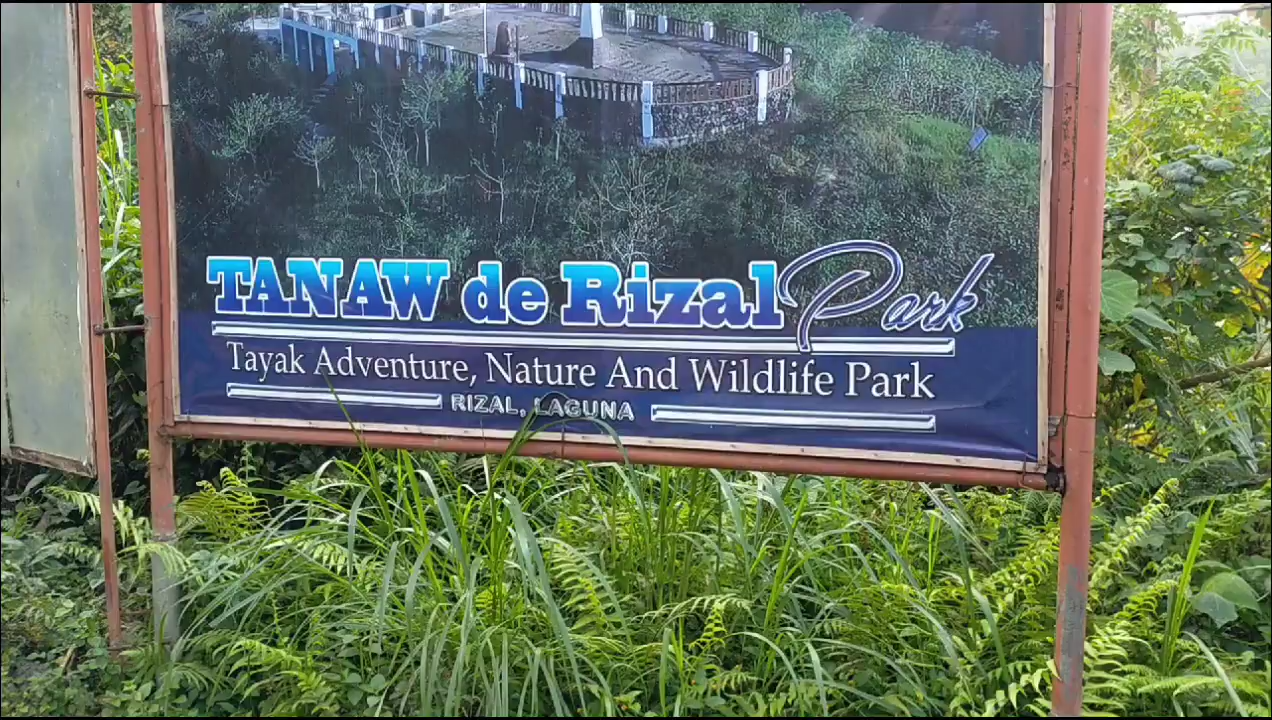 TANAW de Rizal Park
Tayak Adventure, Nature And Wildlife Park
RIZAL, LAGUNA